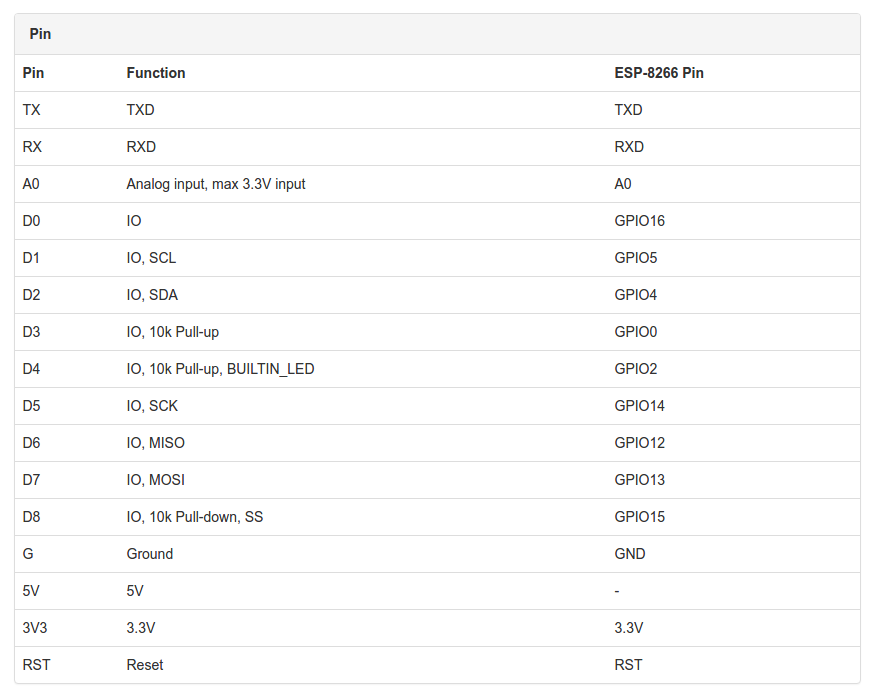 Pin
Pin Function ESP-8266 Pin
TX TXD TXD
RX RXD RXD
A0 Analog input, max 3.3V input A0
D0 IO GPIO16
D1 IO, SCL GPIO5
D2 IO, SDA GPIO4
D3 IO, 10k Pull-up GPIO0
D4 IO, 10k Pull-up, BUILTIN_LED GPIO2
D5 IO, SCK GPIO14
D6 IO, MISO GPIO12
D7 IO, MOSI GPIO13
D8 IO, 10k Pull-down, SS GPIO15
G Ground GND
5V 5V -
3V3 3.3V 3.3V
RST Reset RST